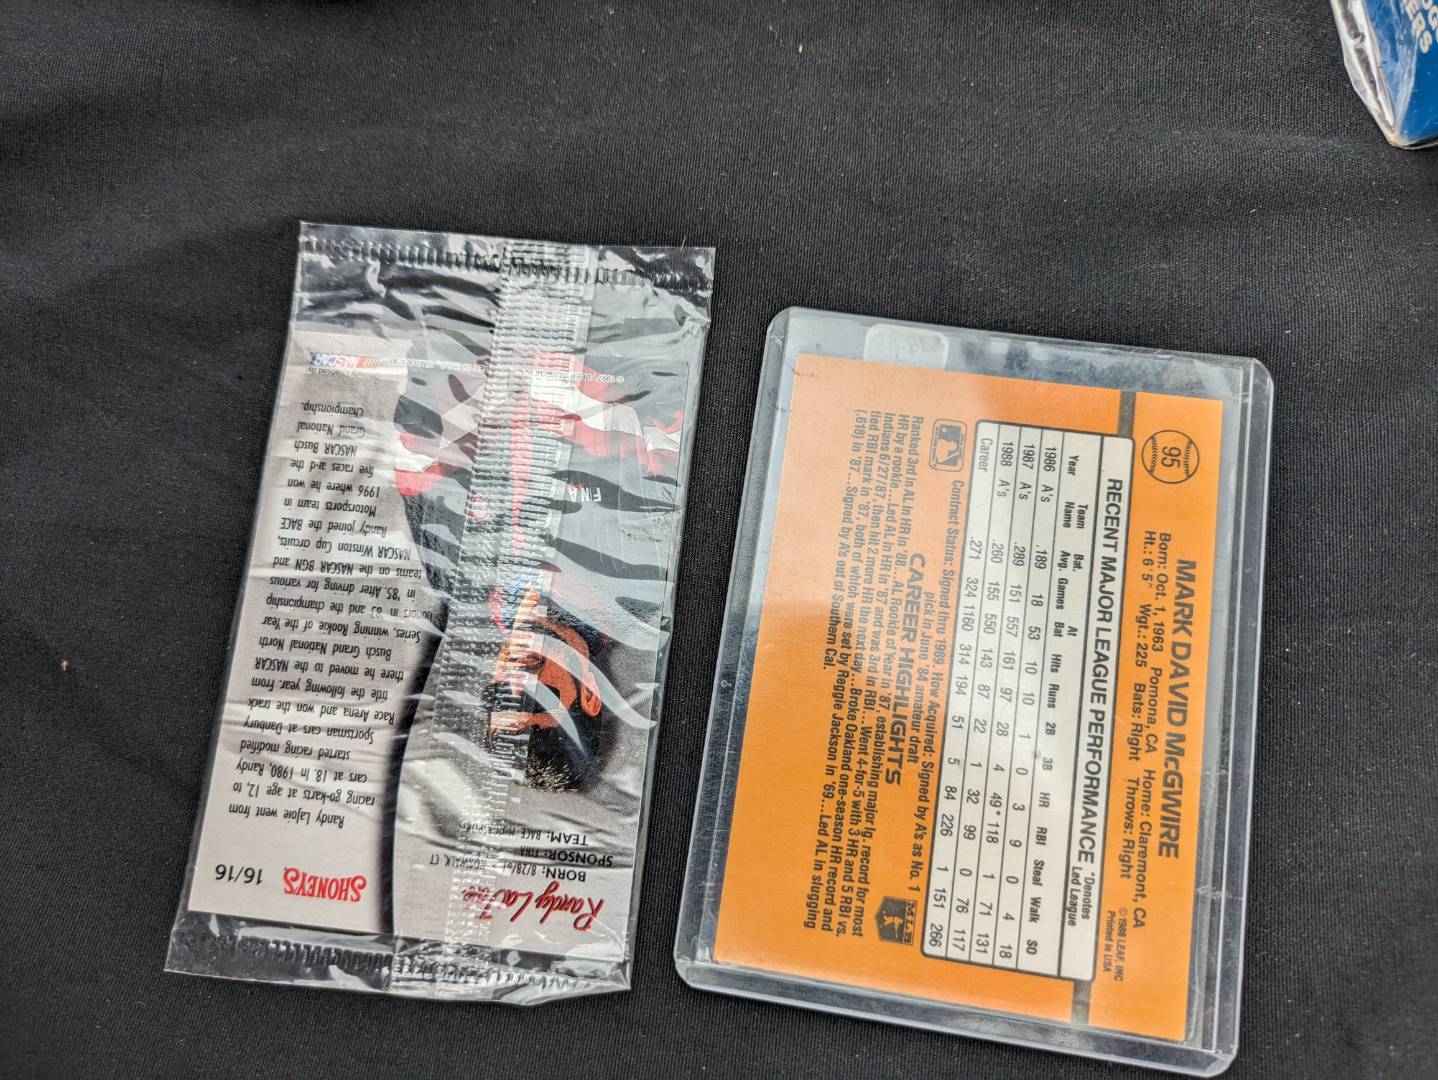 SHONEY'S 16/16
Randy LaJoie went from
racing go-karts at age 12, to
cars at 18. In 1980, Randy
started racing modified
Sportsman cars at Danbury
Race Arena and won the track
title the following year. From
there he moved to the NASCAR
Busch Grand National North
Series, winning Rookie of the Year
honors in '83 and the championship
in '85. After driving for various
teams on the NASCAR BGN and
NASCAR Winston Cup circuits,
Randy joined the BACE
Motorsports team in
1996 where he won
five races and the
NASCAR Busch
Grand National
Championship.
NASCAR
Randy LaJoie
BORN: 8/28/61 NORWALK, CT
SPONSOR: FINA
TEAM: BACE MOTORSPORTS
FINA
95
MARK DAVID McGWIRE
Born: Oct. 1, 1963 Pomona, CA Home: Claremont, CA
Ht.: 6' 5" Wgt.: 225 Bats: Right Throws: Right
© 1988 LEAF, INC.
Printed in USA
RECENT MAJOR LEAGUE PERFORMANCE *Denotes Led League
Year Team Name Bat. Avg. Games At Bat Hits Runs 2B 3B HR RBI Steal Walk SO
1986 A's .189 18 53 10 10 1 0 3 9 0 4 18
1987 A's .289 151 557 161 97 28 4 49* 118 1 71 131
1988 A's .260 155 550 143 87 22 1 32 99 0 76 117
Career .271 324 1160 314 194 51 5 84 226 1 151 266
Contract Status: Signed thru 1989. How Acquired: Signed by A's as No. 1
pick in June '84 amateur draft
CAREER HIGHLIGHTS
Ranked 3rd in AL in HR in '88...AL Rookie of Year in '87, establishing major lg. record for most
HR by a rookie...Led AL in HR in '87 and was 3rd in RBI...Went 4-for-5 with 3 HR and 5 RBI vs.
Indians 6/27/87, then hit 2 more HR the next day...Broke Oakland one-season HR record and
tied RBI mark in '87, both of which were set by Reggie Jackson in '69...Led AL in slugging
(.618) in '87...Signed by A's out of Southern Cal.
MLB